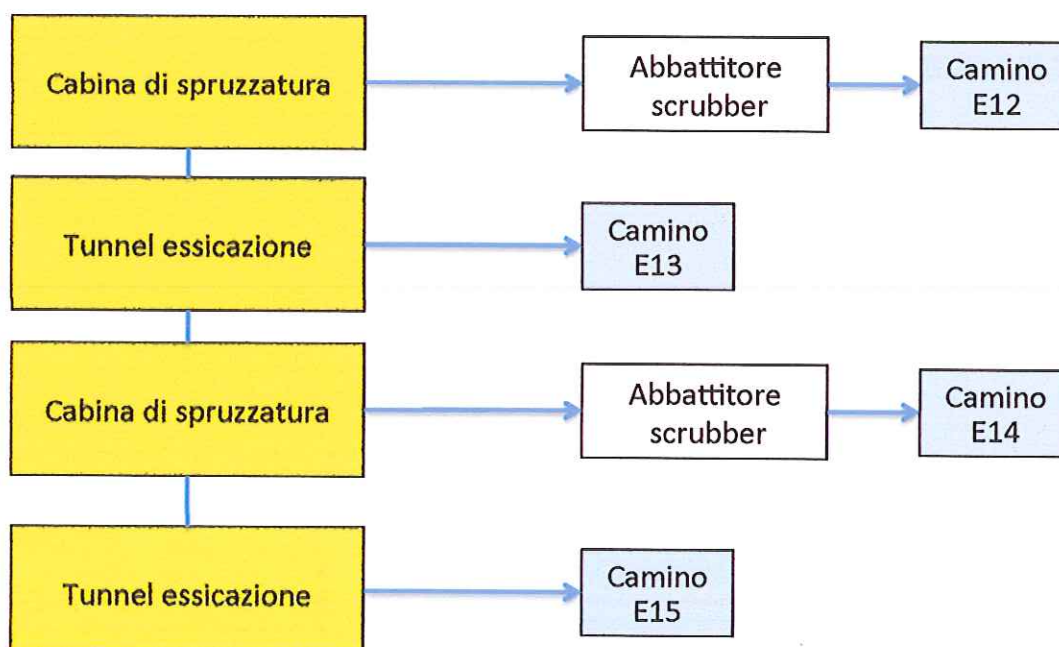 Cabina di spruzzatura
Abbattitore
scrubber
Camino
E12
Tunnel essicazione
Camino
E13
Cabina di spruzzatura
Abbattitore
scrubber
Camino
E14
Tunnel essicazione
Camino
E15